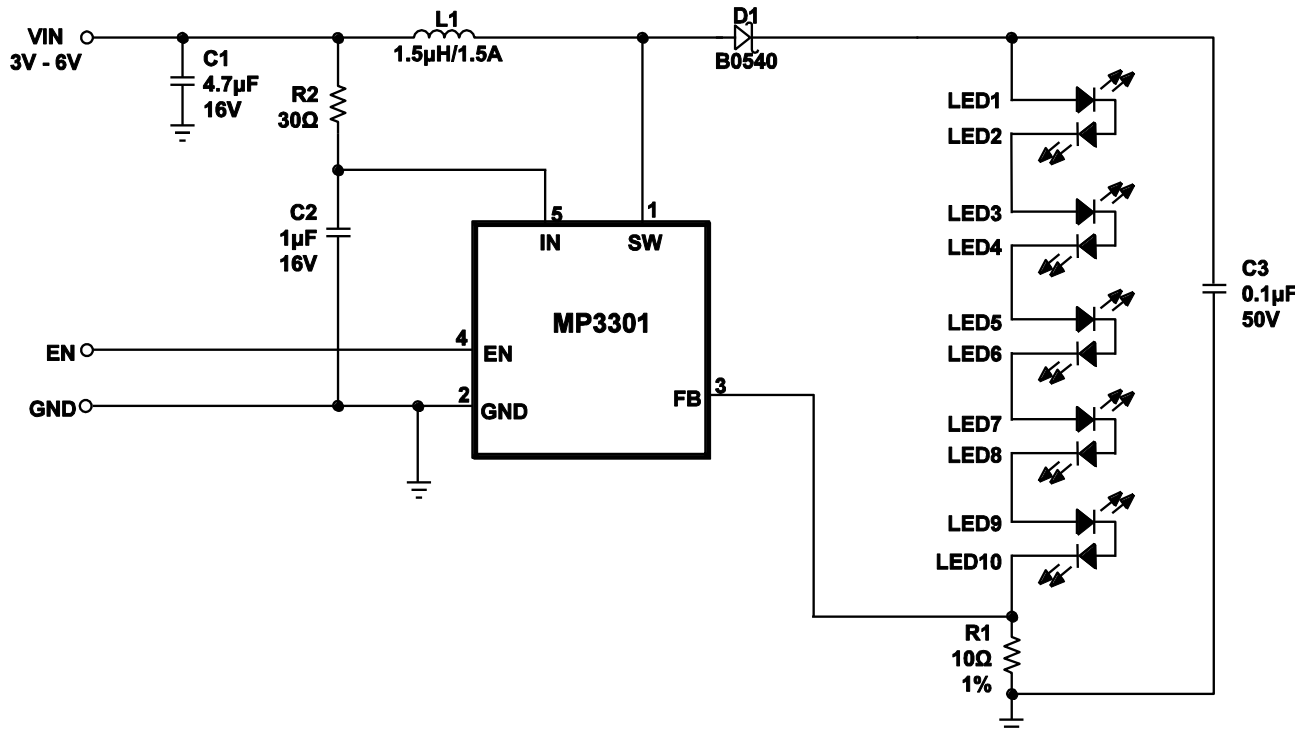 VIN
3V - 6V
C1
4.7µF
16V
R2
30Ω
L1
1.5µH/1.5A
D1
B0540
C2
1µF
16V
5
IN
1
SW
MP3301
EN
4
EN
GND
2
GND
FB
3
LED1
LED2
LED3
LED4
LED5
LED6
LED7
LED8
LED9
LED10
C3
0.1µF
50V
R1
10Ω
1%